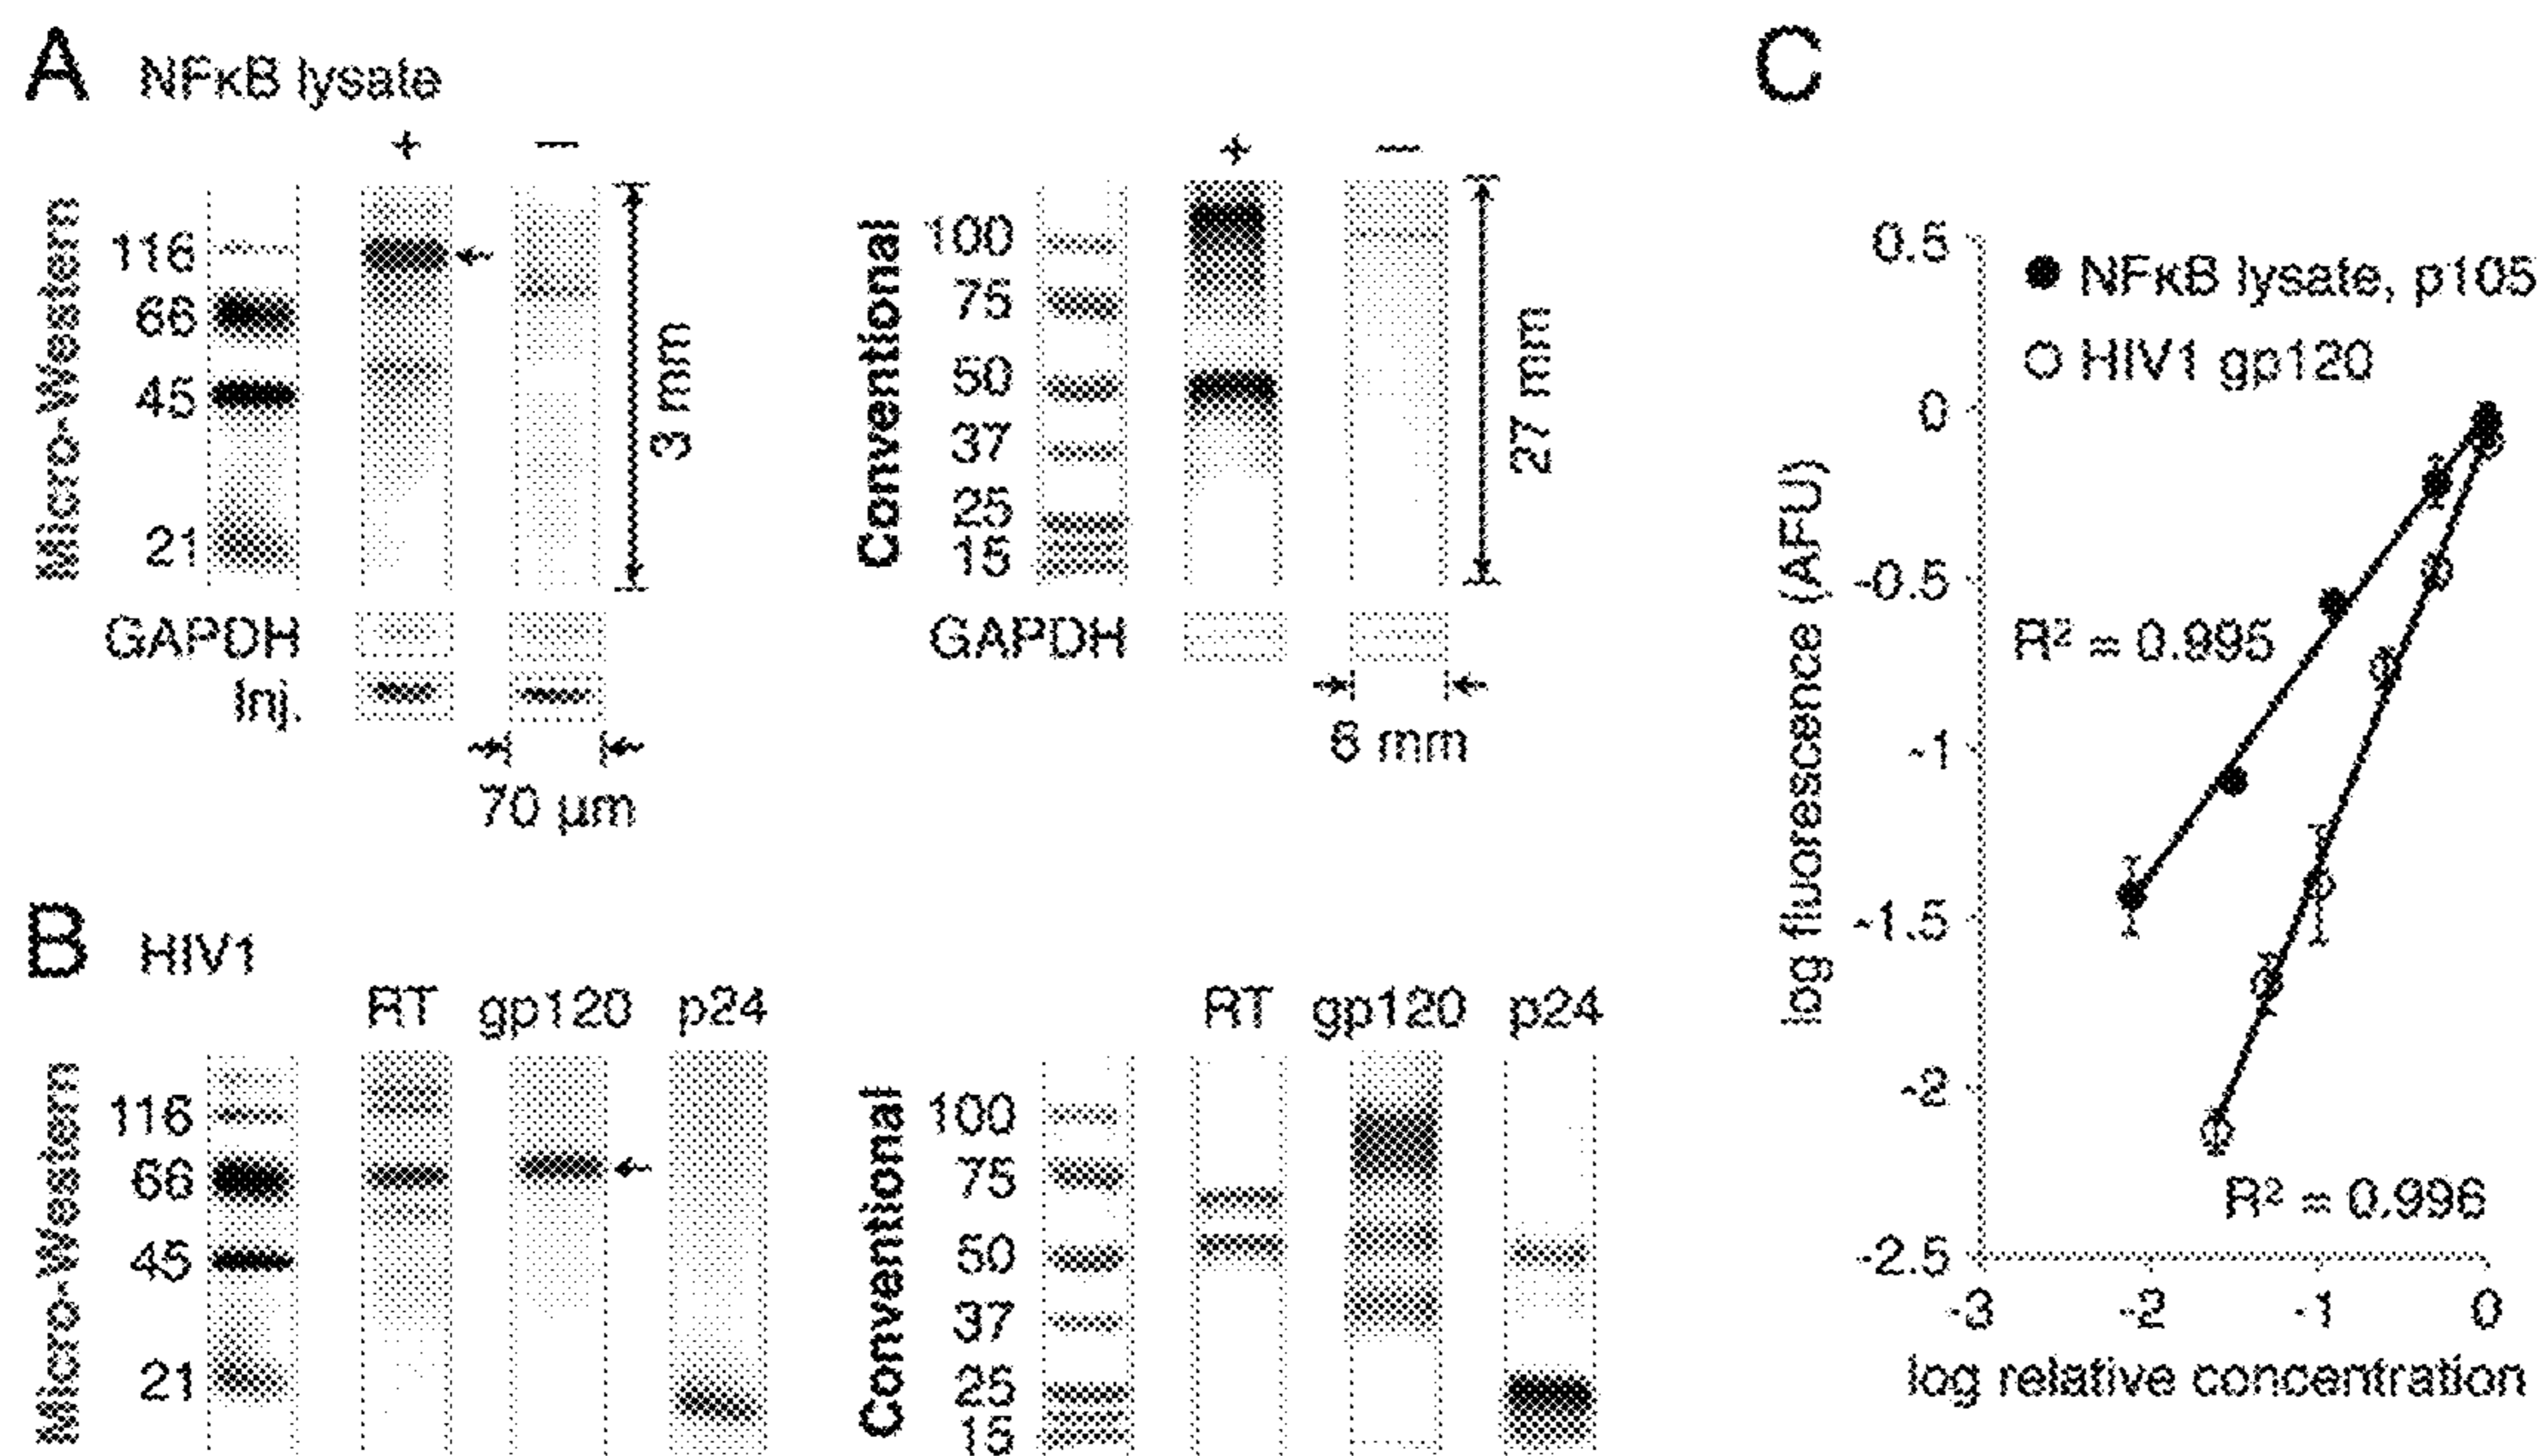 A
NFκB lysate
+ −
Micro-Western
116
66
45
21
3 mm
GAPDH
Inj.
70 µm
+ −
Conventional
100
75
50
37
25
15
27 mm
GAPDH
6 mm
B
HIV1
RT gp120 p24
Micro-Western
116
66
45
21
RT gp120 p24
Conventional
100
75
50
37
25
15
C
NFκB lysate, p105
HIV1 gp120
log fluorescence (AFU)
0.5
0
-0.5
-1
-1.5
-2
-2.5
R² = 0.995
R² = 0.996
-3 -2 -1 0
log relative concentration